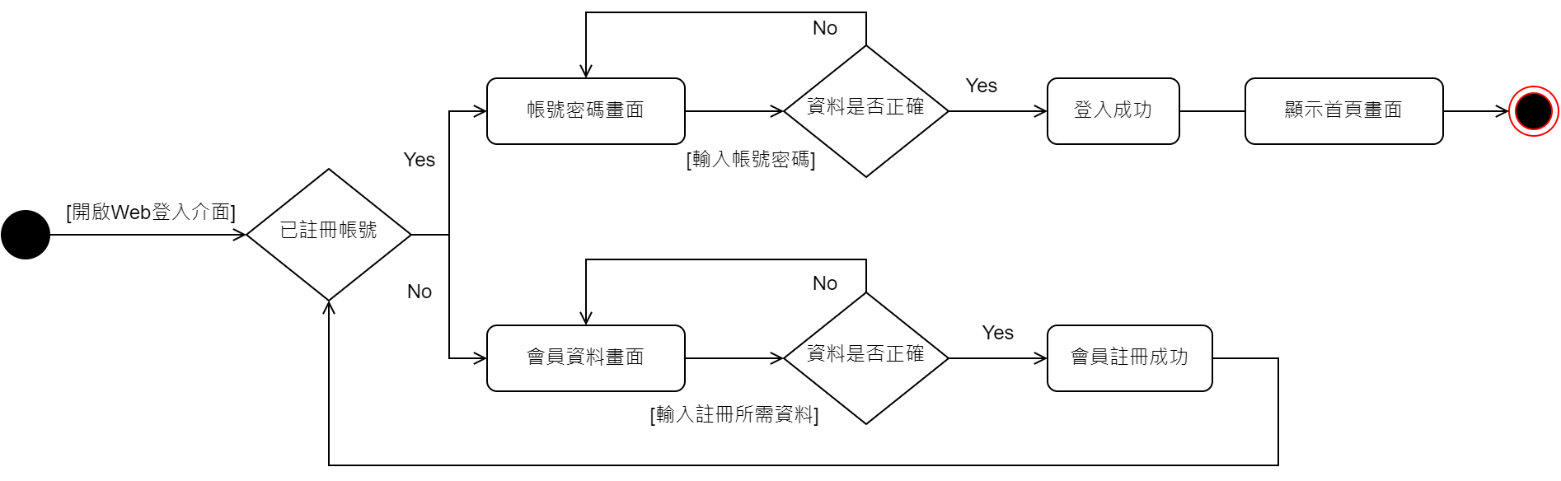 No
帳號密碼畫面
資料是否正確
Yes
登入成功
顯示首頁畫面
[輸入帳號密碼]
Yes
[開啟Web登入介面]
已註冊帳號
No
No
會員資料畫面
資料是否正確
Yes
會員註冊成功
[輸入註冊所需資料]